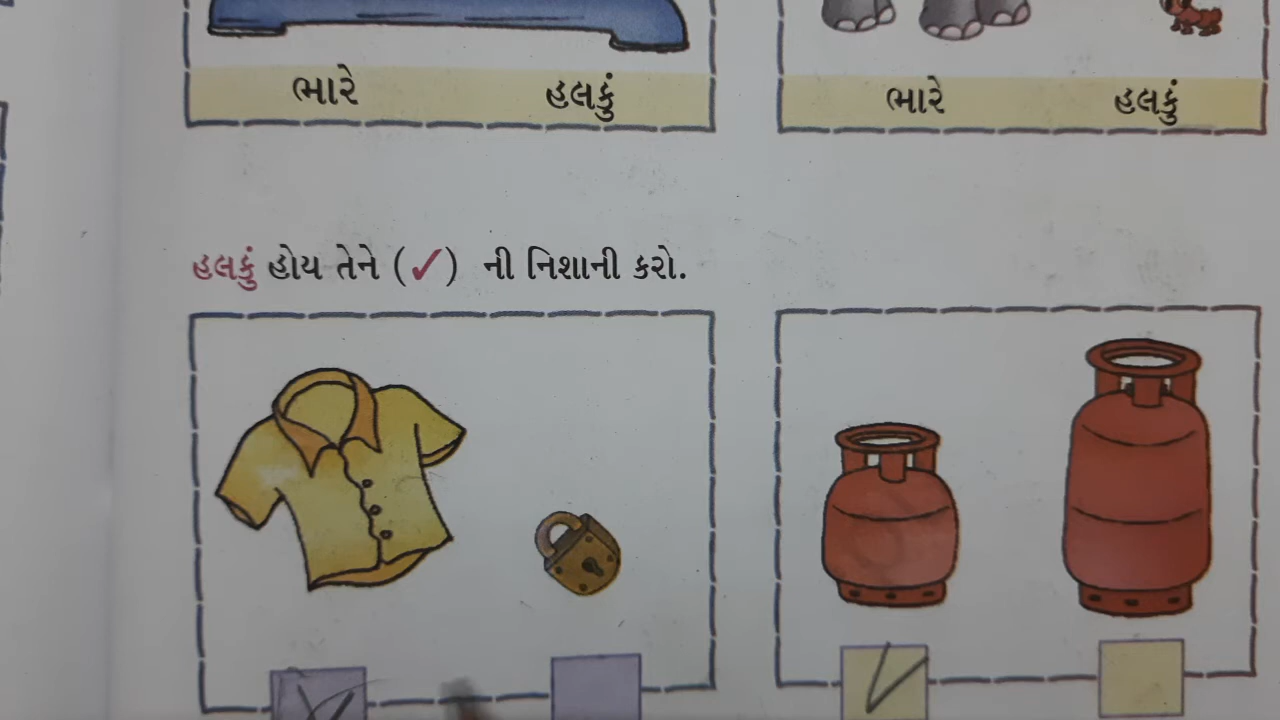 ભારે હલકું ભારે હલકું
હલકું હોય તેને (✓) ની નિશાની કરો.